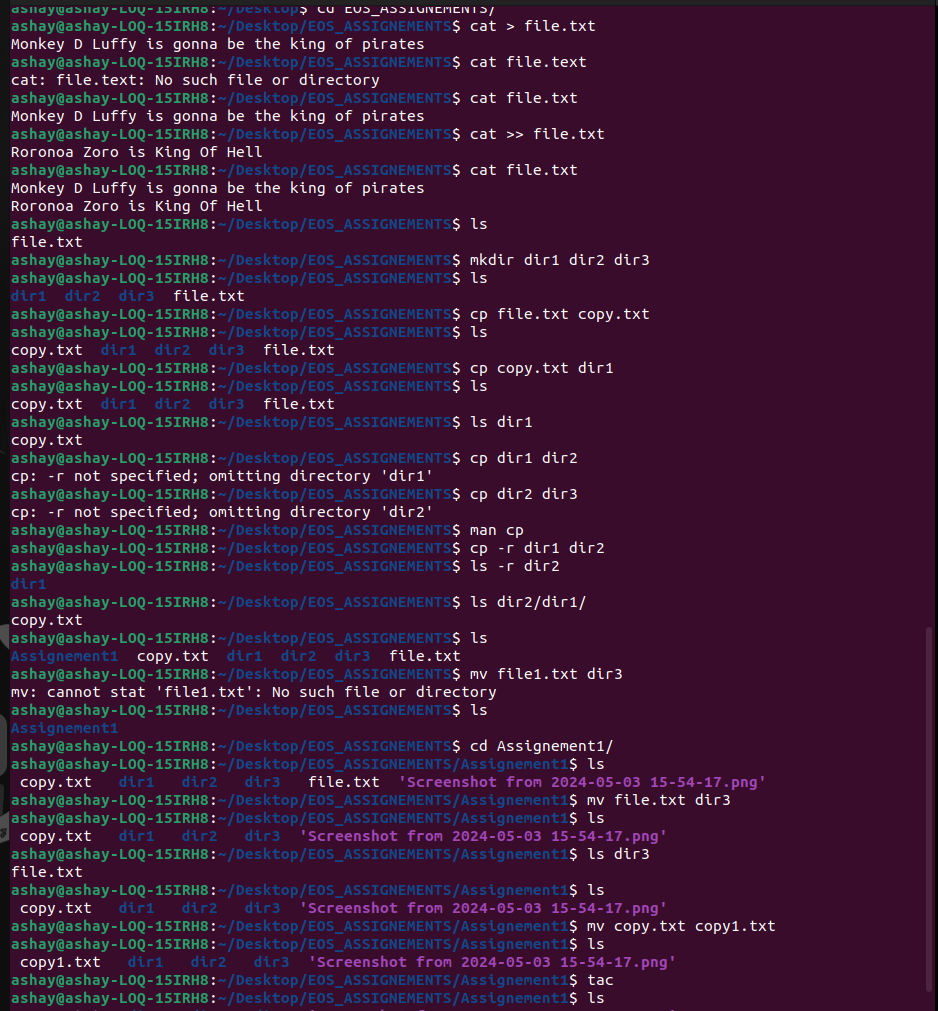 ashay@ashay-LOQ-15IRH8:~/Desktop$ cd EOS_ASSIGNEMENTS/
ashay@ashay-LOQ-15IRH8:~/Desktop/EOS_ASSIGNEMENTS$ cat > file.txt
Monkey D Luffy is gonna be the king of pirates
ashay@ashay-LOQ-15IRH8:~/Desktop/EOS_ASSIGNEMENTS$ cat file.text
cat: file.text: No such file or directory
ashay@ashay-LOQ-15IRH8:~/Desktop/EOS_ASSIGNEMENTS$ cat file.txt
Monkey D Luffy is gonna be the king of pirates
ashay@ashay-LOQ-15IRH8:~/Desktop/EOS_ASSIGNEMENTS$ cat >> file.txt
Roronoa Zoro is King Of Hell
ashay@ashay-LOQ-15IRH8:~/Desktop/EOS_ASSIGNEMENTS$ cat file.txt
Monkey D Luffy is gonna be the king of pirates
Roronoa Zoro is King Of Hell
ashay@ashay-LOQ-15IRH8:~/Desktop/EOS_ASSIGNEMENTS$ ls
file.txt
ashay@ashay-LOQ-15IRH8:~/Desktop/EOS_ASSIGNEMENTS$ mkdir dir1 dir2 dir3
ashay@ashay-LOQ-15IRH8:~/Desktop/EOS_ASSIGNEMENTS$ ls
dir1  dir2  dir3  file.txt
ashay@ashay-LOQ-15IRH8:~/Desktop/EOS_ASSIGNEMENTS$ cp file.txt copy.txt
ashay@ashay-LOQ-15IRH8:~/Desktop/EOS_ASSIGNEMENTS$ ls
copy.txt  dir1  dir2  dir3  file.txt
ashay@ashay-LOQ-15IRH8:~/Desktop/EOS_ASSIGNEMENTS$ cp copy.txt dir1
ashay@ashay-LOQ-15IRH8:~/Desktop/EOS_ASSIGNEMENTS$ ls
copy.txt  dir1  dir2  dir3  file.txt
ashay@ashay-LOQ-15IRH8:~/Desktop/EOS_ASSIGNEMENTS$ ls dir1
copy.txt
ashay@ashay-LOQ-15IRH8:~/Desktop/EOS_ASSIGNEMENTS$ cp dir1 dir2
cp: -r not specified; omitting directory 'dir1'
ashay@ashay-LOQ-15IRH8:~/Desktop/EOS_ASSIGNEMENTS$ cp dir2 dir3
cp: -r not specified; omitting directory 'dir2'
ashay@ashay-LOQ-15IRH8:~/Desktop/EOS_ASSIGNEMENTS$ man cp
ashay@ashay-LOQ-15IRH8:~/Desktop/EOS_ASSIGNEMENTS$ cp -r dir1 dir2
ashay@ashay-LOQ-15IRH8:~/Desktop/EOS_ASSIGNEMENTS$ ls -r dir2
dir1
ashay@ashay-LOQ-15IRH8:~/Desktop/EOS_ASSIGNEMENTS$ ls dir2/dir1/
copy.txt
ashay@ashay-LOQ-15IRH8:~/Desktop/EOS_ASSIGNEMENTS$ ls
Assignement1  copy.txt  dir1  dir2  dir3  file.txt
ashay@ashay-LOQ-15IRH8:~/Desktop/EOS_ASSIGNEMENTS$ mv file1.txt dir3
mv: cannot stat 'file1.txt': No such file or directory
ashay@ashay-LOQ-15IRH8:~/Desktop/EOS_ASSIGNEMENTS$ ls
Assignement1
ashay@ashay-LOQ-15IRH8:~/Desktop/EOS_ASSIGNEMENTS$ cd Assignement1/
ashay@ashay-LOQ-15IRH8:~/Desktop/EOS_ASSIGNEMENTS/Assignement1$ ls
copy.txt   dir1   dir2   dir3   file.txt  'Screenshot from 2024-05-03 15-54-17.png'
ashay@ashay-LOQ-15IRH8:~/Desktop/EOS_ASSIGNEMENTS/Assignement1$ mv file.txt dir3
ashay@ashay-LOQ-15IRH8:~/Desktop/EOS_ASSIGNEMENTS/Assignement1$ ls
copy.txt   dir1   dir2   dir3  'Screenshot from 2024-05-03 15-54-17.png'
ashay@ashay-LOQ-15IRH8:~/Desktop/EOS_ASSIGNEMENTS/Assignement1$ ls dir3
file.txt
ashay@ashay-LOQ-15IRH8:~/Desktop/EOS_ASSIGNEMENTS/Assignement1$ ls
copy.txt   dir1   dir2   dir3  'Screenshot from 2024-05-03 15-54-17.png'
ashay@ashay-LOQ-15IRH8:~/Desktop/EOS_ASSIGNEMENTS/Assignement1$ mv copy.txt copy1.txt
ashay@ashay-LOQ-15IRH8:~/Desktop/EOS_ASSIGNEMENTS/Assignement1$ ls
copy1.txt   dir1   dir2   dir3  'Screenshot from 2024-05-03 15-54-17.png'
ashay@ashay-LOQ-15IRH8:~/Desktop/EOS_ASSIGNEMENTS/Assignement1$ tac
ashay@ashay-LOQ-15IRH8:~/Desktop/EOS_ASSIGNEMENTS/Assignement1$ ls